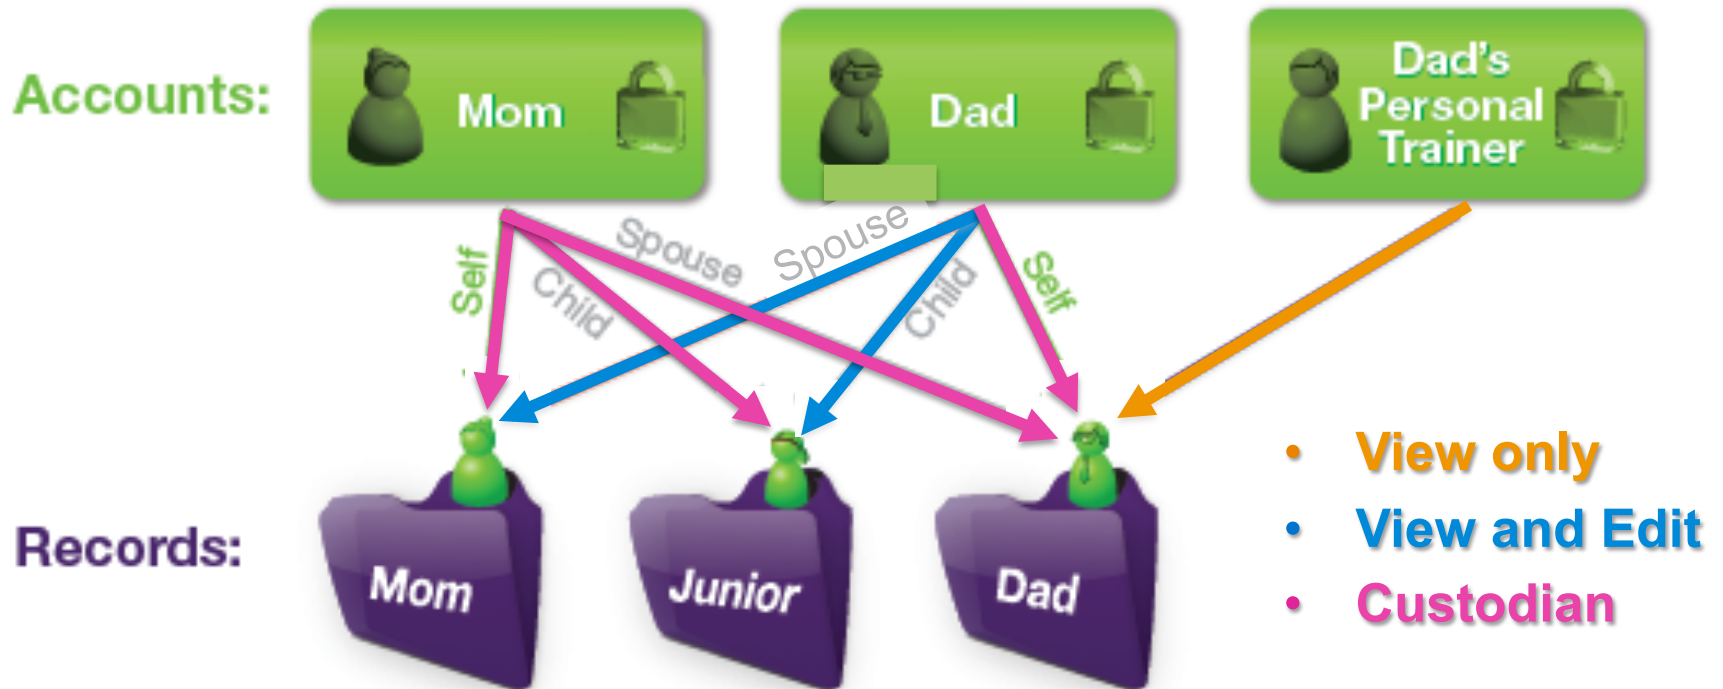 Accounts:
Mom
Dad
Dad's
Personal
Trainer
Self
Child
Spouse
Spouse
Child
Self
Records:
Mom
Junior
Dad
• View only
• View and Edit
• Custodian